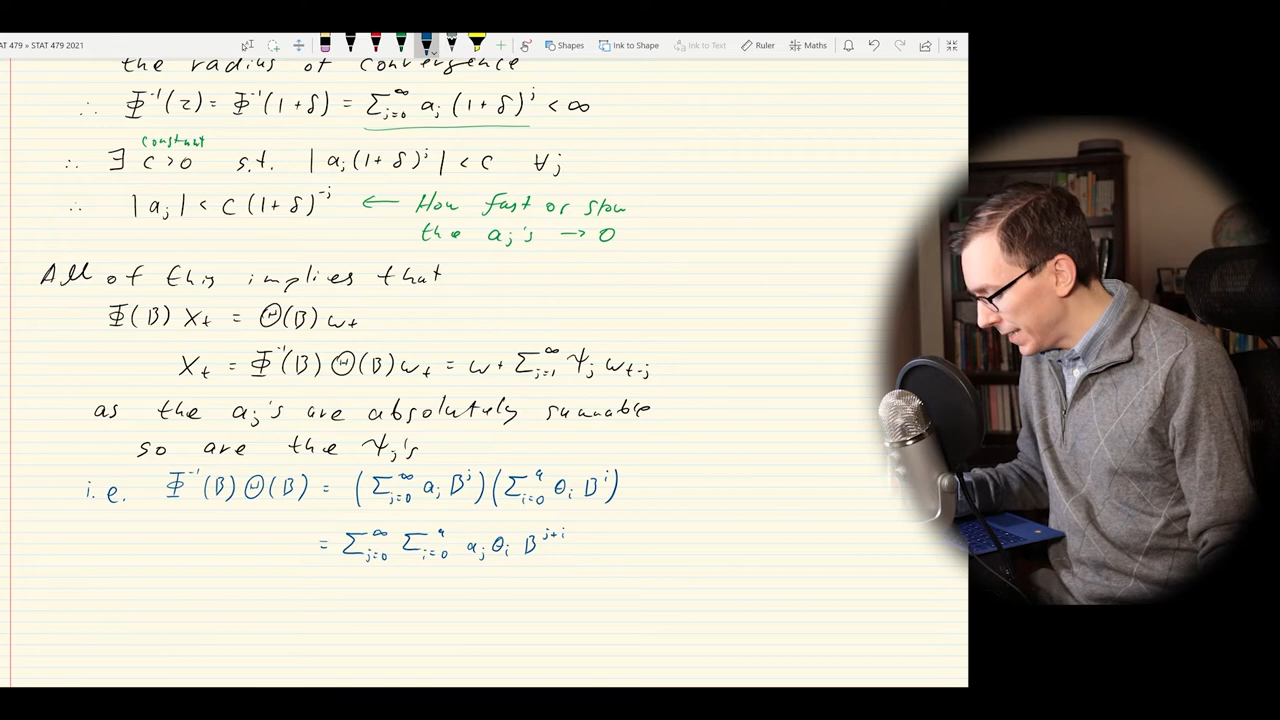 AT 479 » STAT 479 2021
Shapes Ink to Shape Ink to Text Ruler Maths
the radius of convergence
∴ Φ⁻¹(z) = Φ⁻¹(1+δ) = Σ_{j=0}^∞ a_j (1+δ)^j < ∞
constant
∴ ∃ C>0 s.t. |a_j(1+δ)^j| < C ∀j
∴ |a_j| < C(1+δ)^{-j} ← How fast or slow
the a_j's → 0
All of this implies that
Φ(B) X_t = Θ(B) w_t
X_t = Φ⁻¹(B) Θ(B) w_t = w + Σ_{j=1}^∞ ψ_j w_{t-j}
as the a_j's are absolutely summable
so are the ψ_j's
i.e. Φ⁻¹(B) Θ(B) = (Σ_{j=0}^∞ a_j B^j)(Σ_{i=0}^q θ_i B^i)
= Σ_{j=0}^∞ Σ_{i=0}^q a_j θ_i B^{j+i}